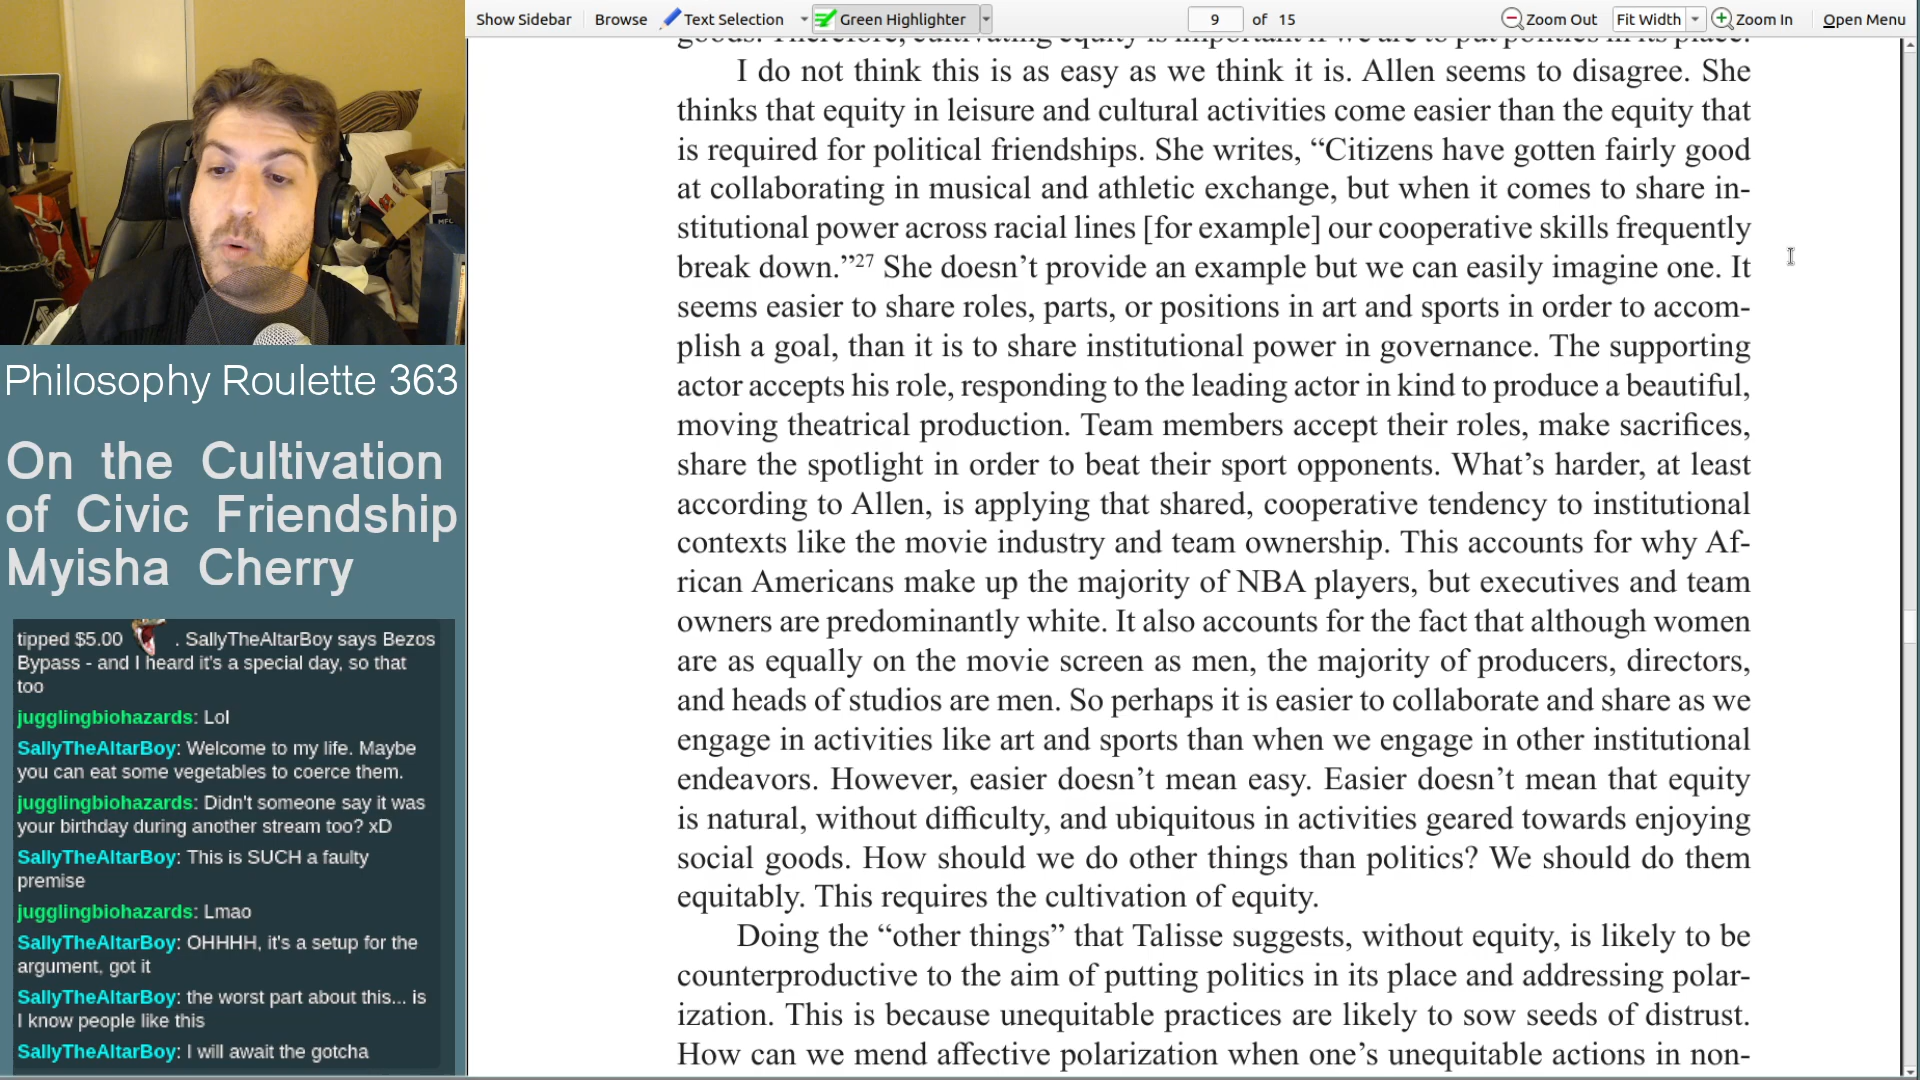 Show Sidebar Browse Text Selection Green Highlighter 9 of 15 Zoom Out Fit Width Zoom In Open Menu
goods. Therefore, cultivating equity is important if we are to put politics in its place.
I do not think this is as easy as we think it is. Allen seems to disagree. She
thinks that equity in leisure and cultural activities come easier than the equity that
is required for political friendships. She writes, “Citizens have gotten fairly good
at collaborating in musical and athletic exchange, but when it comes to share in-
stitutional power across racial lines [for example] our cooperative skills frequently
break down.”27 She doesn’t provide an example but we can easily imagine one. It
seems easier to share roles, parts, or positions in art and sports in order to accom-
plish a goal, than it is to share institutional power in governance. The supporting
actor accepts his role, responding to the leading actor in kind to produce a beautiful,
moving theatrical production. Team members accept their roles, make sacrifices,
share the spotlight in order to beat their sport opponents. What’s harder, at least
according to Allen, is applying that shared, cooperative tendency to institutional
contexts like the movie industry and team ownership. This accounts for why Af-
rican Americans make up the majority of NBA players, but executives and team
owners are predominantly white. It also accounts for the fact that although women
are as equally on the movie screen as men, the majority of producers, directors,
and heads of studios are men. So perhaps it is easier to collaborate and share as we
engage in activities like art and sports than when we engage in other institutional
endeavors. However, easier doesn’t mean easy. Easier doesn’t mean that equity
is natural, without difficulty, and ubiquitous in activities geared towards enjoying
social goods. How should we do other things than politics? We should do them
equitably. This requires the cultivation of equity.
Doing the “other things” that Talisse suggests, without equity, is likely to be
counterproductive to the aim of putting politics in its place and addressing polar-
ization. This is because unequitable practices are likely to sow seeds of distrust.
How can we mend affective polarization when one’s unequitable actions in non-
Philosophy Roulette 363
On the Cultivation
of Civic Friendship
Myisha Cherry
tipped $5.00 . SallyTheAltarBoy says Bezos
Bypass - and I heard it's a special day, so that
too
jugglingbiohazards: Lol
SallyTheAltarBoy: Welcome to my life. Maybe
you can eat some vegetables to coerce them.
jugglingbiohazards: Didn't someone say it was
your birthday during another stream too? xD
SallyTheAltarBoy: This is SUCH a faulty
premise
jugglingbiohazards: Lmao
SallyTheAltarBoy: OHHHH, it's a setup for the
argument, got it
SallyTheAltarBoy: the worst part about this... is
I know people like this
SallyTheAltarBoy: I will await the gotcha